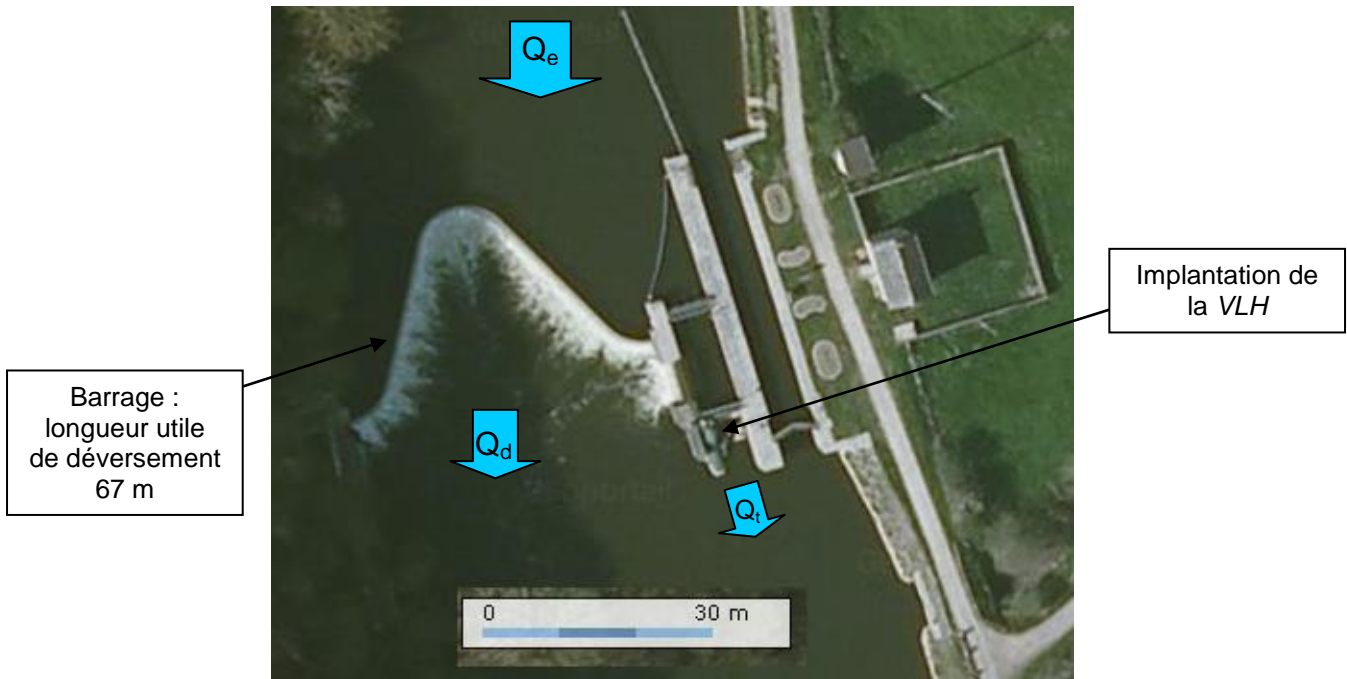 Qe
Implantation de
la VLH
Barrage :
longueur utile
de déversement
67 m
Qd
Qt
0 30 m